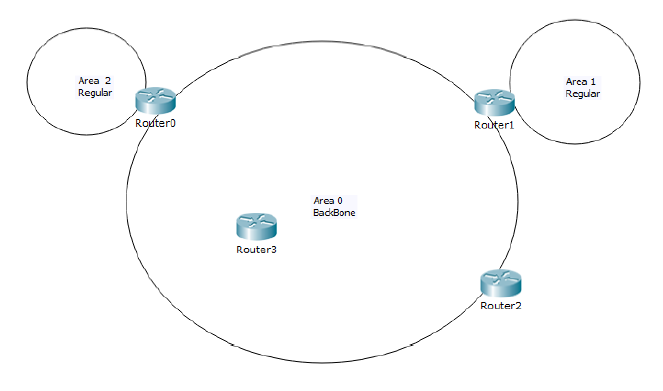 Area 2
Regular
Router0
Area 1
Regular
Router1
Area 0
BackBone
Router3
Router2